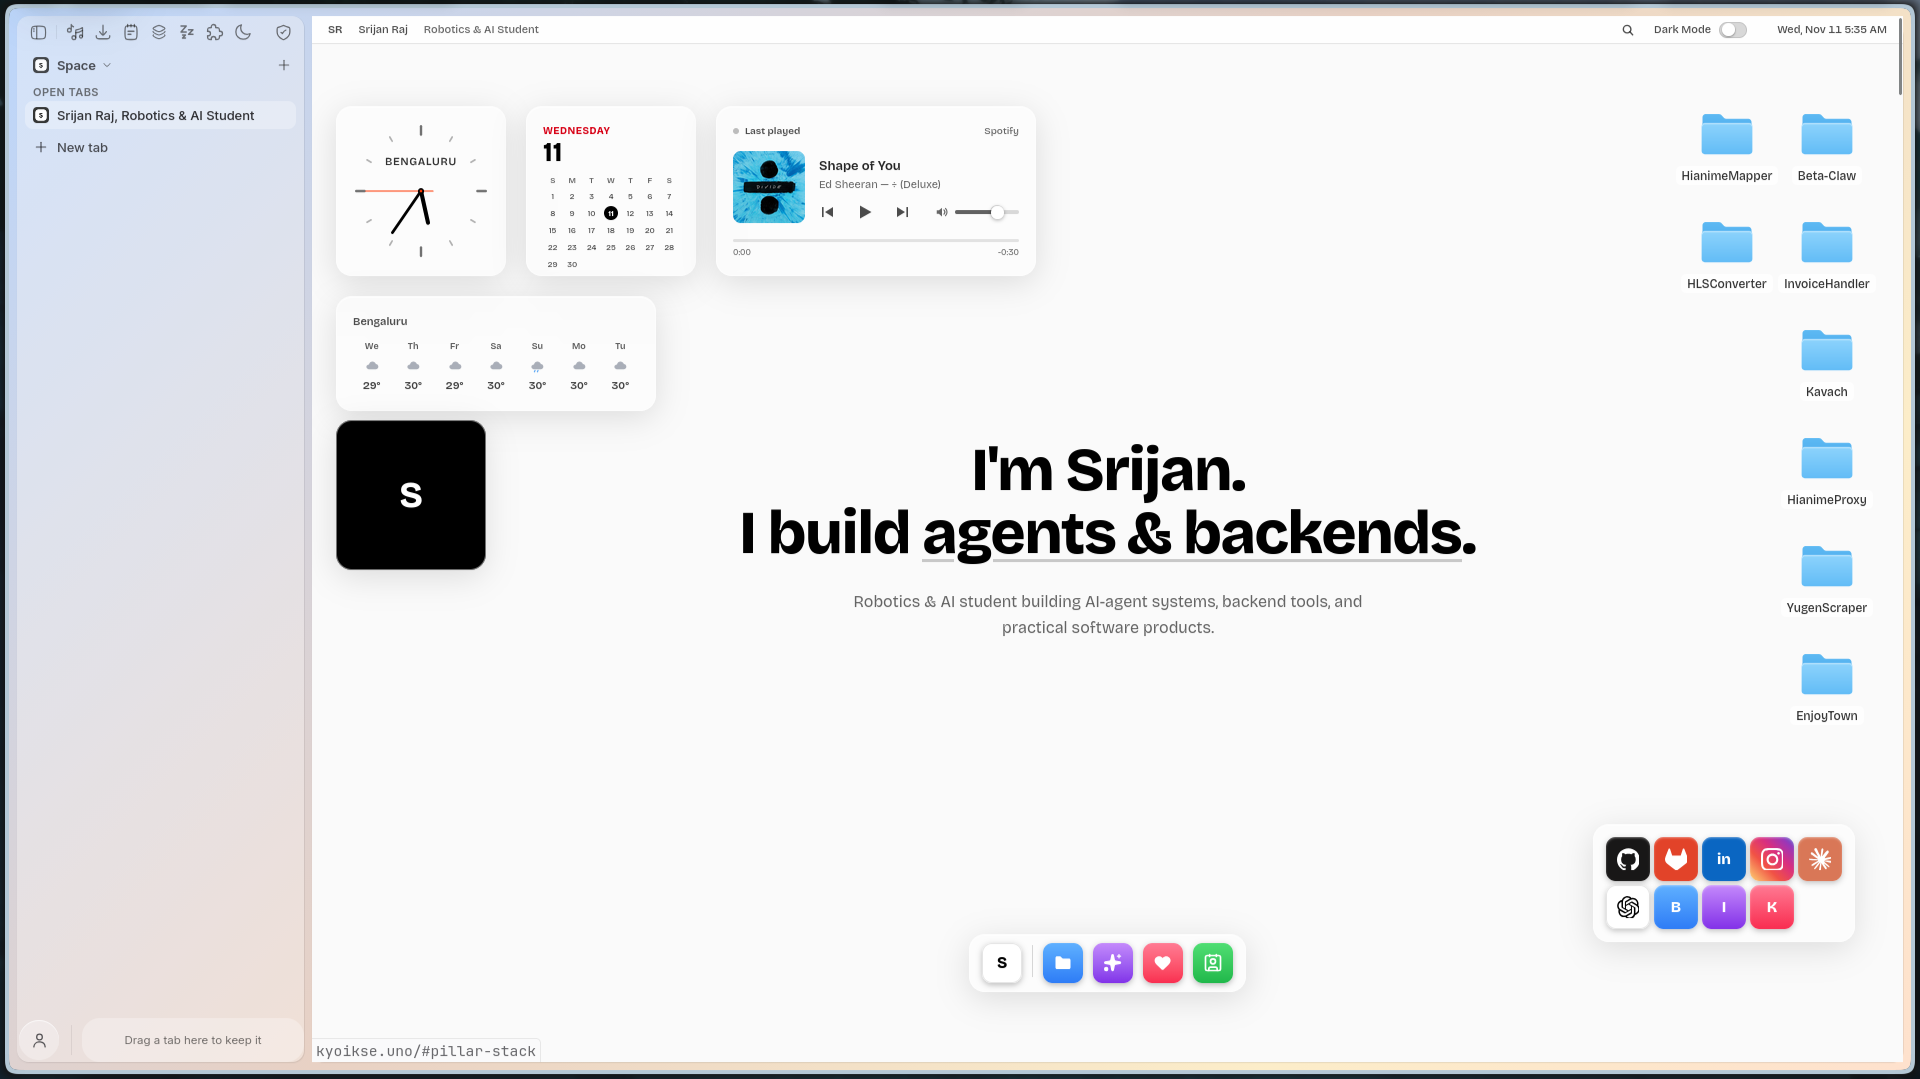 Space
OPEN TABS
Srijan Raj, Robotics & AI Student
New tab
Drag a tab here to keep it
SR Srijan Raj Robotics & AI Student
Dark Mode
Wed, Nov 11 5:35 AM
BENGALURU
WEDNESDAY
11
S M T W T F S
1 2 3 4 5 6 7
8 9 10 11 12 13 14
15 16 17 18 19 20 21
22 23 24 25 26 27 28
29 30
Last played Spotify
DIVIDE
Shape of You
Ed Sheeran — ÷ (Deluxe)
0:00 -0:30
Bengaluru
We Th Fr Sa Su Mo Tu
29° 30° 29° 30° 30° 30° 30°
S
I'm Srijan.
I build agents & backends.
Robotics & AI student building AI-agent systems, backend tools, and
practical software products.
HianimeMapper Beta-Claw
HLSConverter InvoiceHandler
Kavach
HianimeProxy
YugenScraper
EnjoyTown
in
B I K
S
kyoikse.uno/#pillar-stack